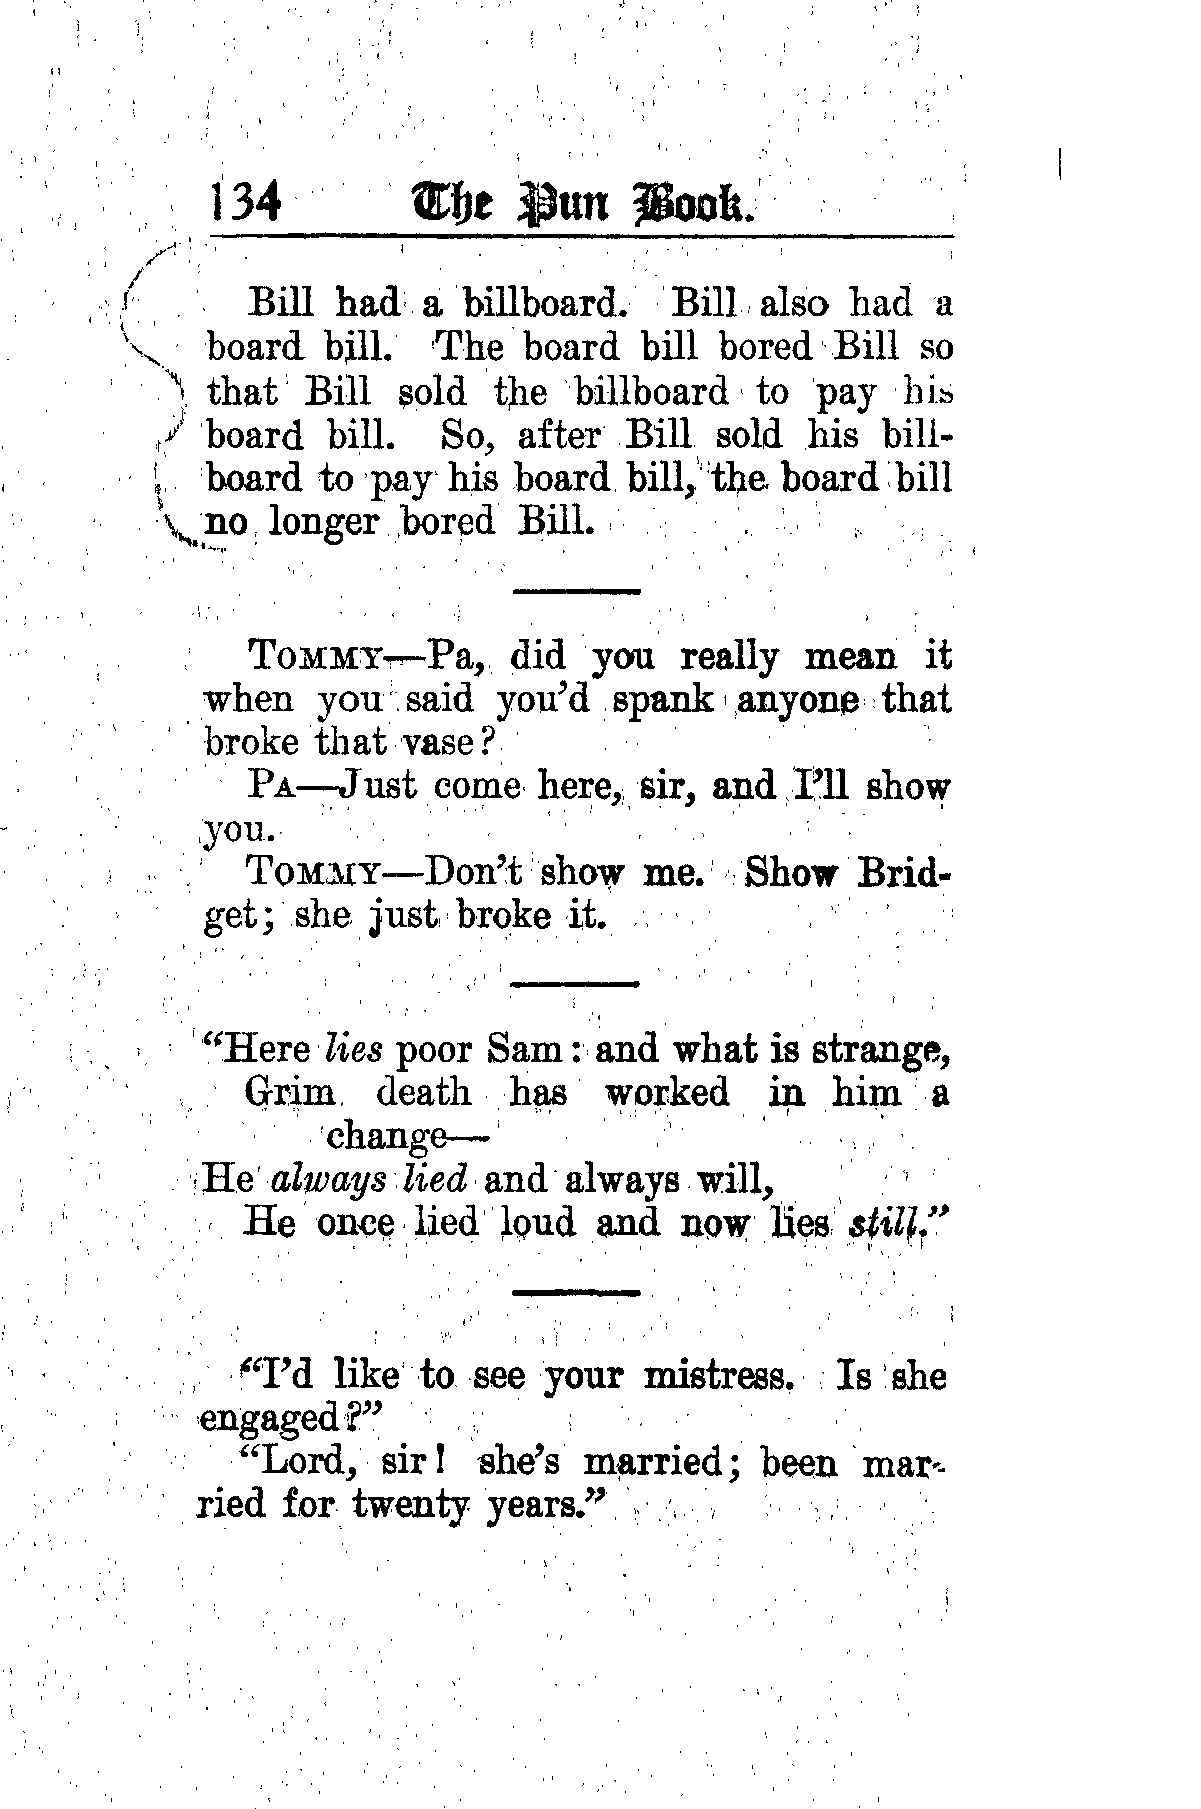 134 The Pun Book.
Bill had a billboard. Bill also had a
board bill. The board bill bored Bill so
that Bill sold the billboard to pay his
board bill. So, after Bill sold his bill-
board to pay his board bill, the board bill
no longer bored Bill.
TOMMY—Pa, did you really mean it
when you said you'd spank anyone that
broke that vase?
PA—Just come here, sir, and I'll show
you.
TOMMY—Don't show me. Show Brid-
get; she just broke it.
“Here lies poor Sam: and what is strange,
Grim death has worked in him a
change—
He always lied and always will,
He once lied loud and now lies still.”
“I'd like to see your mistress. Is she
engaged?”
“Lord, sir! she's married; been mar-
ried for twenty years.”